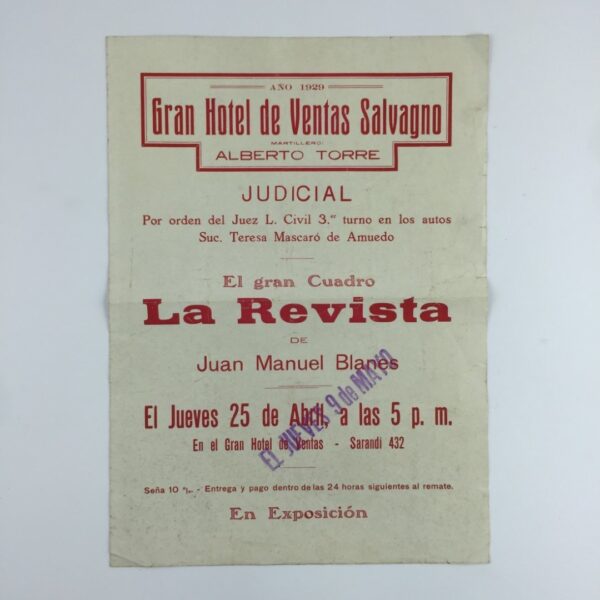 AÑO 1929
Gran Hotel de Ventas Salvagno
MARTILLERO:
ALBERTO TORRE
JUDICIAL
Por orden del Juez L. Civil 3.er turno en los autos
Suc. Teresa Mascaró de Amuedo
El gran Cuadro
La Revista
DE
Juan Manuel Blanes
El Jueves 25 de Abril, a las 5 p. m.
EL JUEVES 9 de MAYO
En el Gran Hotel de Ventas - Sarandi 432
Seña 10 o/o. - Entrega y pago dentro de las 24 horas siguientes al remate.
En Exposición